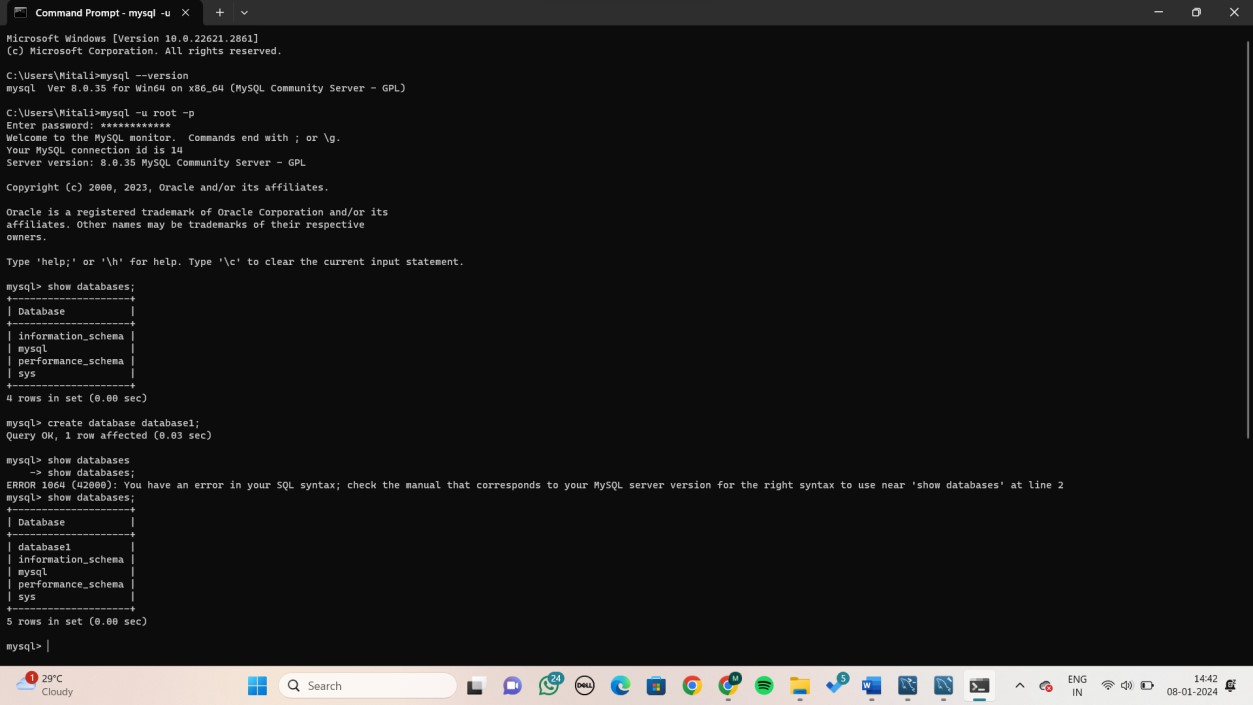 Command Prompt - mysql  -u
Microsoft Windows [Version 10.0.22621.2861]
(c) Microsoft Corporation. All rights reserved.
C:\Users\Mitali>mysql --version
mysql  Ver 8.0.35 for Win64 on x86_64 (MySQL Community Server - GPL)
C:\Users\Mitali>mysql -u root -p
Enter password: ************
Welcome to the MySQL monitor.  Commands end with ; or \g.
Your MySQL connection id is 14
Server version: 8.0.35 MySQL Community Server - GPL
Copyright (c) 2000, 2023, Oracle and/or its affiliates.
Oracle is a registered trademark of Oracle Corporation and/or its
affiliates. Other names may be trademarks of their respective
owners.
Type 'help;' or '\h' for help. Type '\c' to clear the current input statement.
mysql> show databases;
+--------------------+
| Database           |
+--------------------+
| information_schema |
| mysql              |
| performance_schema |
| sys                |
+--------------------+
4 rows in set (0.00 sec)
mysql> create database database1;
Query OK, 1 row affected (0.03 sec)
mysql> show databases
    -> show databases;
ERROR 1064 (42000): You have an error in your SQL syntax; check the manual that corresponds to your MySQL server version for the right syntax to use near 'show databases' at line 2
mysql> show databases;
+--------------------+
| Database           |
+--------------------+
| database1          |
| information_schema |
| mysql              |
| performance_schema |
| sys                |
+--------------------+
5 rows in set (0.00 sec)
mysql>
1
29°C
Cloudy
Search
24
DELL
M
5
W
ENG
IN
14:42
08-01-2024